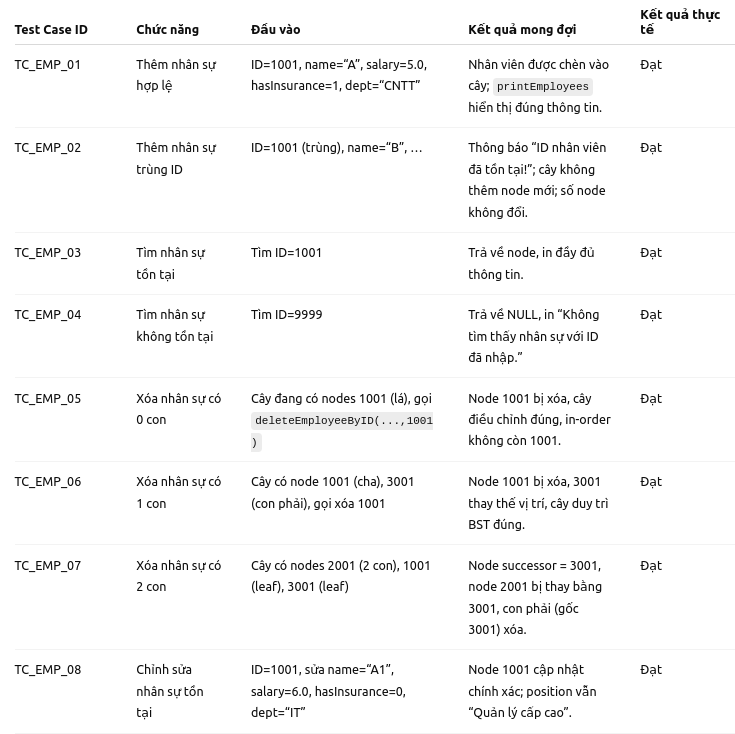 Test Case ID Chức năng Đầu vào Kết quả mong đợi Kết quả thực tế
TC_EMP_01 Thêm nhân sự ID=1001, name=“A”, salary=5.0, Nhân viên được chèn vào Đạt
hợp lệ hasInsurance=1, dept=“CNTT” cây; printEmployees
hiển thị đúng thông tin.
TC_EMP_02 Thêm nhân sự ID=1001 (trùng), name=“B”, … Thông báo “ID nhân viên Đạt
trùng ID đã tồn tại!”; cây không
thêm node mới; số node
không đổi.
TC_EMP_03 Tìm nhân sự Tìm ID=1001 Trả về node, in đầy đủ Đạt
tồn tại thông tin.
TC_EMP_04 Tìm nhân sự Tìm ID=9999 Trả về NULL, in “Không Đạt
không tồn tại tìm thấy nhân sự với ID
đã nhập.”
TC_EMP_05 Xóa nhân sự có Cây đang có nodes 1001 (lá), gọi Node 1001 bị xóa, cây Đạt
0 con deleteEmployeeByID(...,1001 điều chỉnh đúng, in-order
) không còn 1001.
TC_EMP_06 Xóa nhân sự có Cây có node 1001 (cha), 3001 Node 1001 bị xóa, 3001 Đạt
1 con (con phải), gọi xóa 1001 thay thế vị trí, cây duy trì
BST đúng.
TC_EMP_07 Xóa nhân sự có Cây có nodes 2001 (2 con), 1001 Node successor = 3001, Đạt
2 con (leaf), 3001 (leaf) node 2001 bị thay bằng
3001, con phải (gốc
3001) xóa.
TC_EMP_08 Chỉnh sửa ID=1001, sửa name=“A1”, Node 1001 cập nhật Đạt
nhân sự tồn salary=6.0, hasInsurance=0, chính xác; position vẫn
tại dept=“IT” “Quản lý cấp cao”.